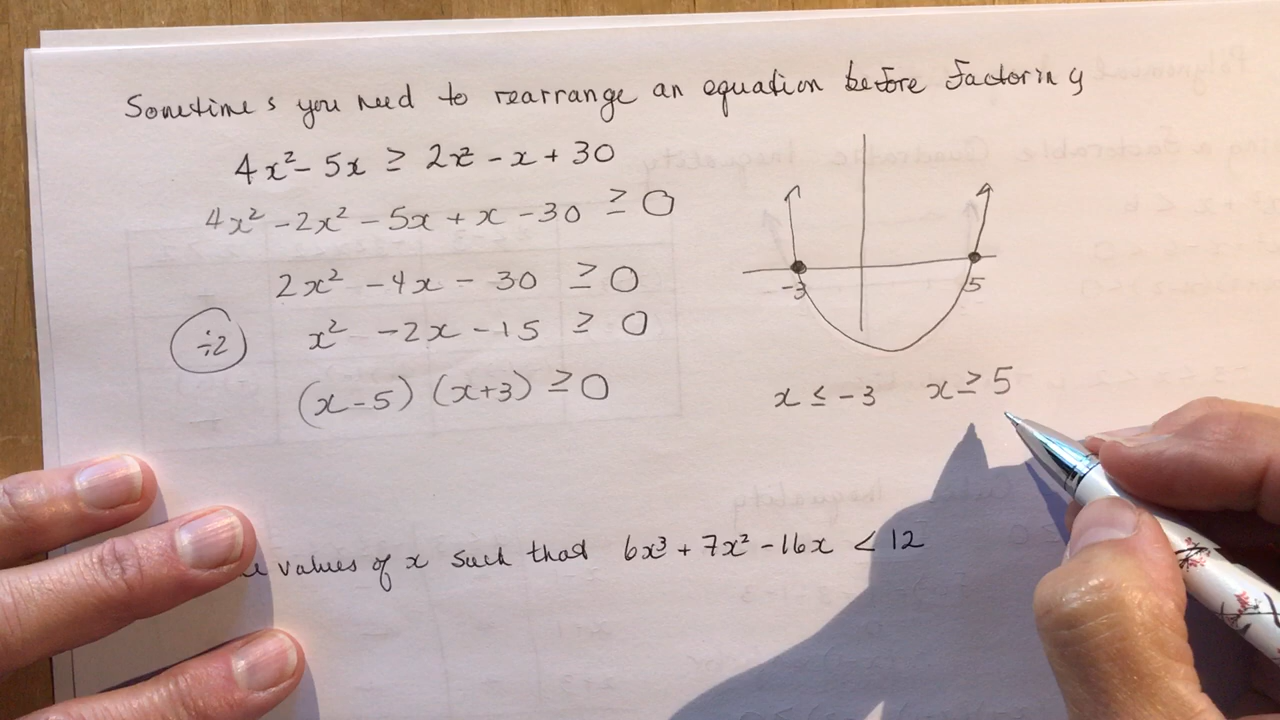 Sometimes you need to rearrange an equation before factoring
4x² - 5x ≥ 2x² - x + 30
4x² - 2x² - 5x + x - 30 ≥ 0
2x² - 4x - 30 ≥ 0
÷2 x² - 2x - 15 ≥ 0
(x-5) (x+3) ≥ 0
-3 5
x ≤ -3 x ≥ 5
values of x such that 6x³ + 7x² - 16x < 12